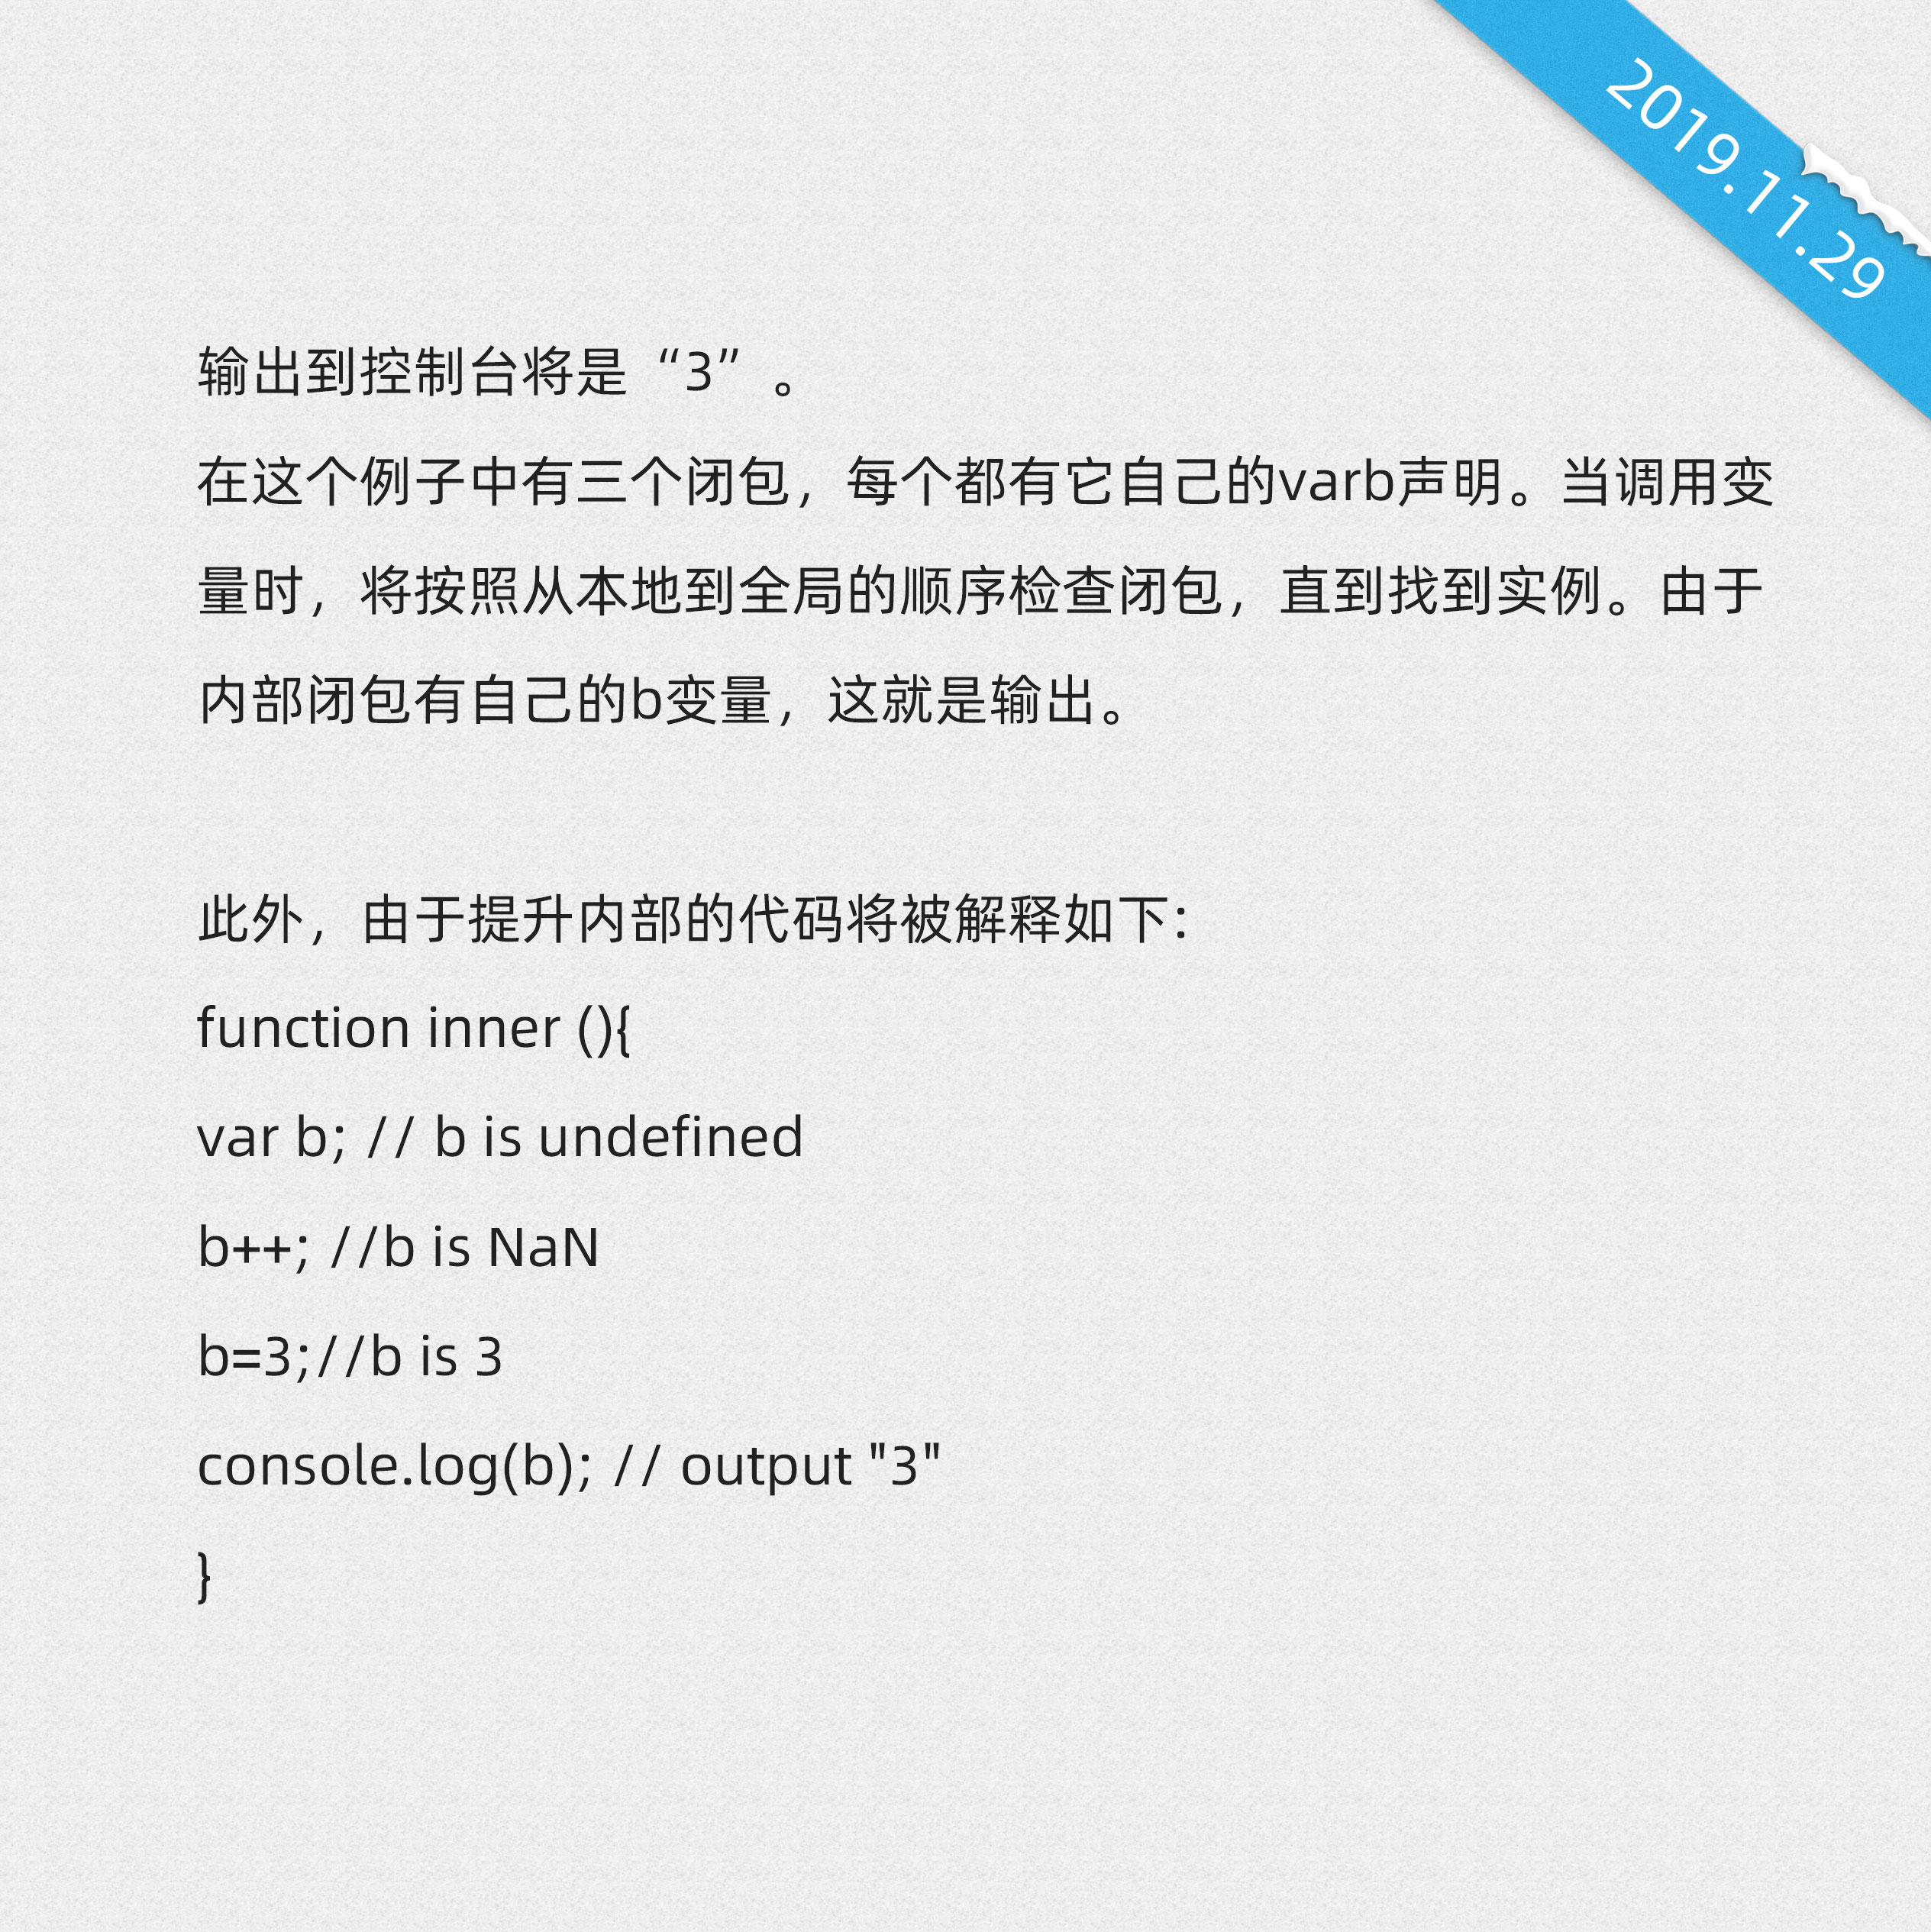 2019.11.29
输出到控制台将是“3”。
在这个例子中有三个闭包，每个都有它自己的varb声明。当调用变
量时，将按照从本地到全局的顺序检查闭包，直到找到实例。由于
内部闭包有自己的b变量，这就是输出。
此外，由于提升内部的代码将被解释如下：
function inner (){
var b; // b is undefined
b++; //b is NaN
b=3;//b is 3
console.log(b); // output "3"
}